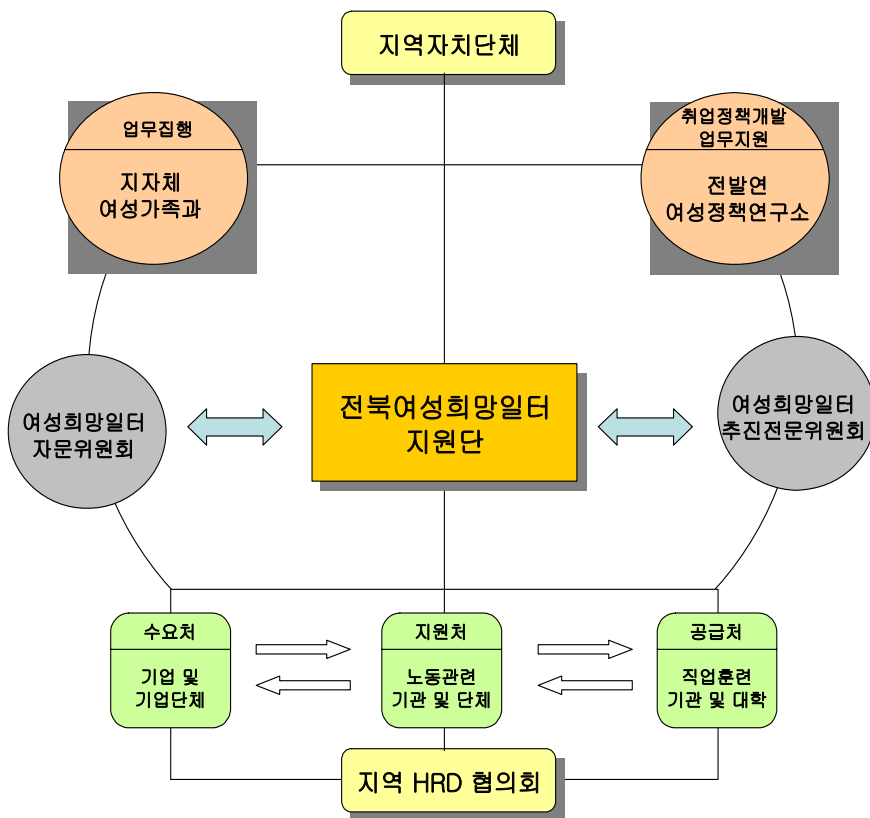 지역자치단체
업무집행
지자체
여성가족과
취업정책개발
업무지원
전발연
여성정책연구소
여성희망일터
자문위원회
전북여성희망일터
지원단
여성희망일터
추진전문위원회
수요처
기업 및
기업단체
지원처
노동관련
기관 및 단체
공급처
직업훈련
기관 및 대학
지역 HRD 협의회